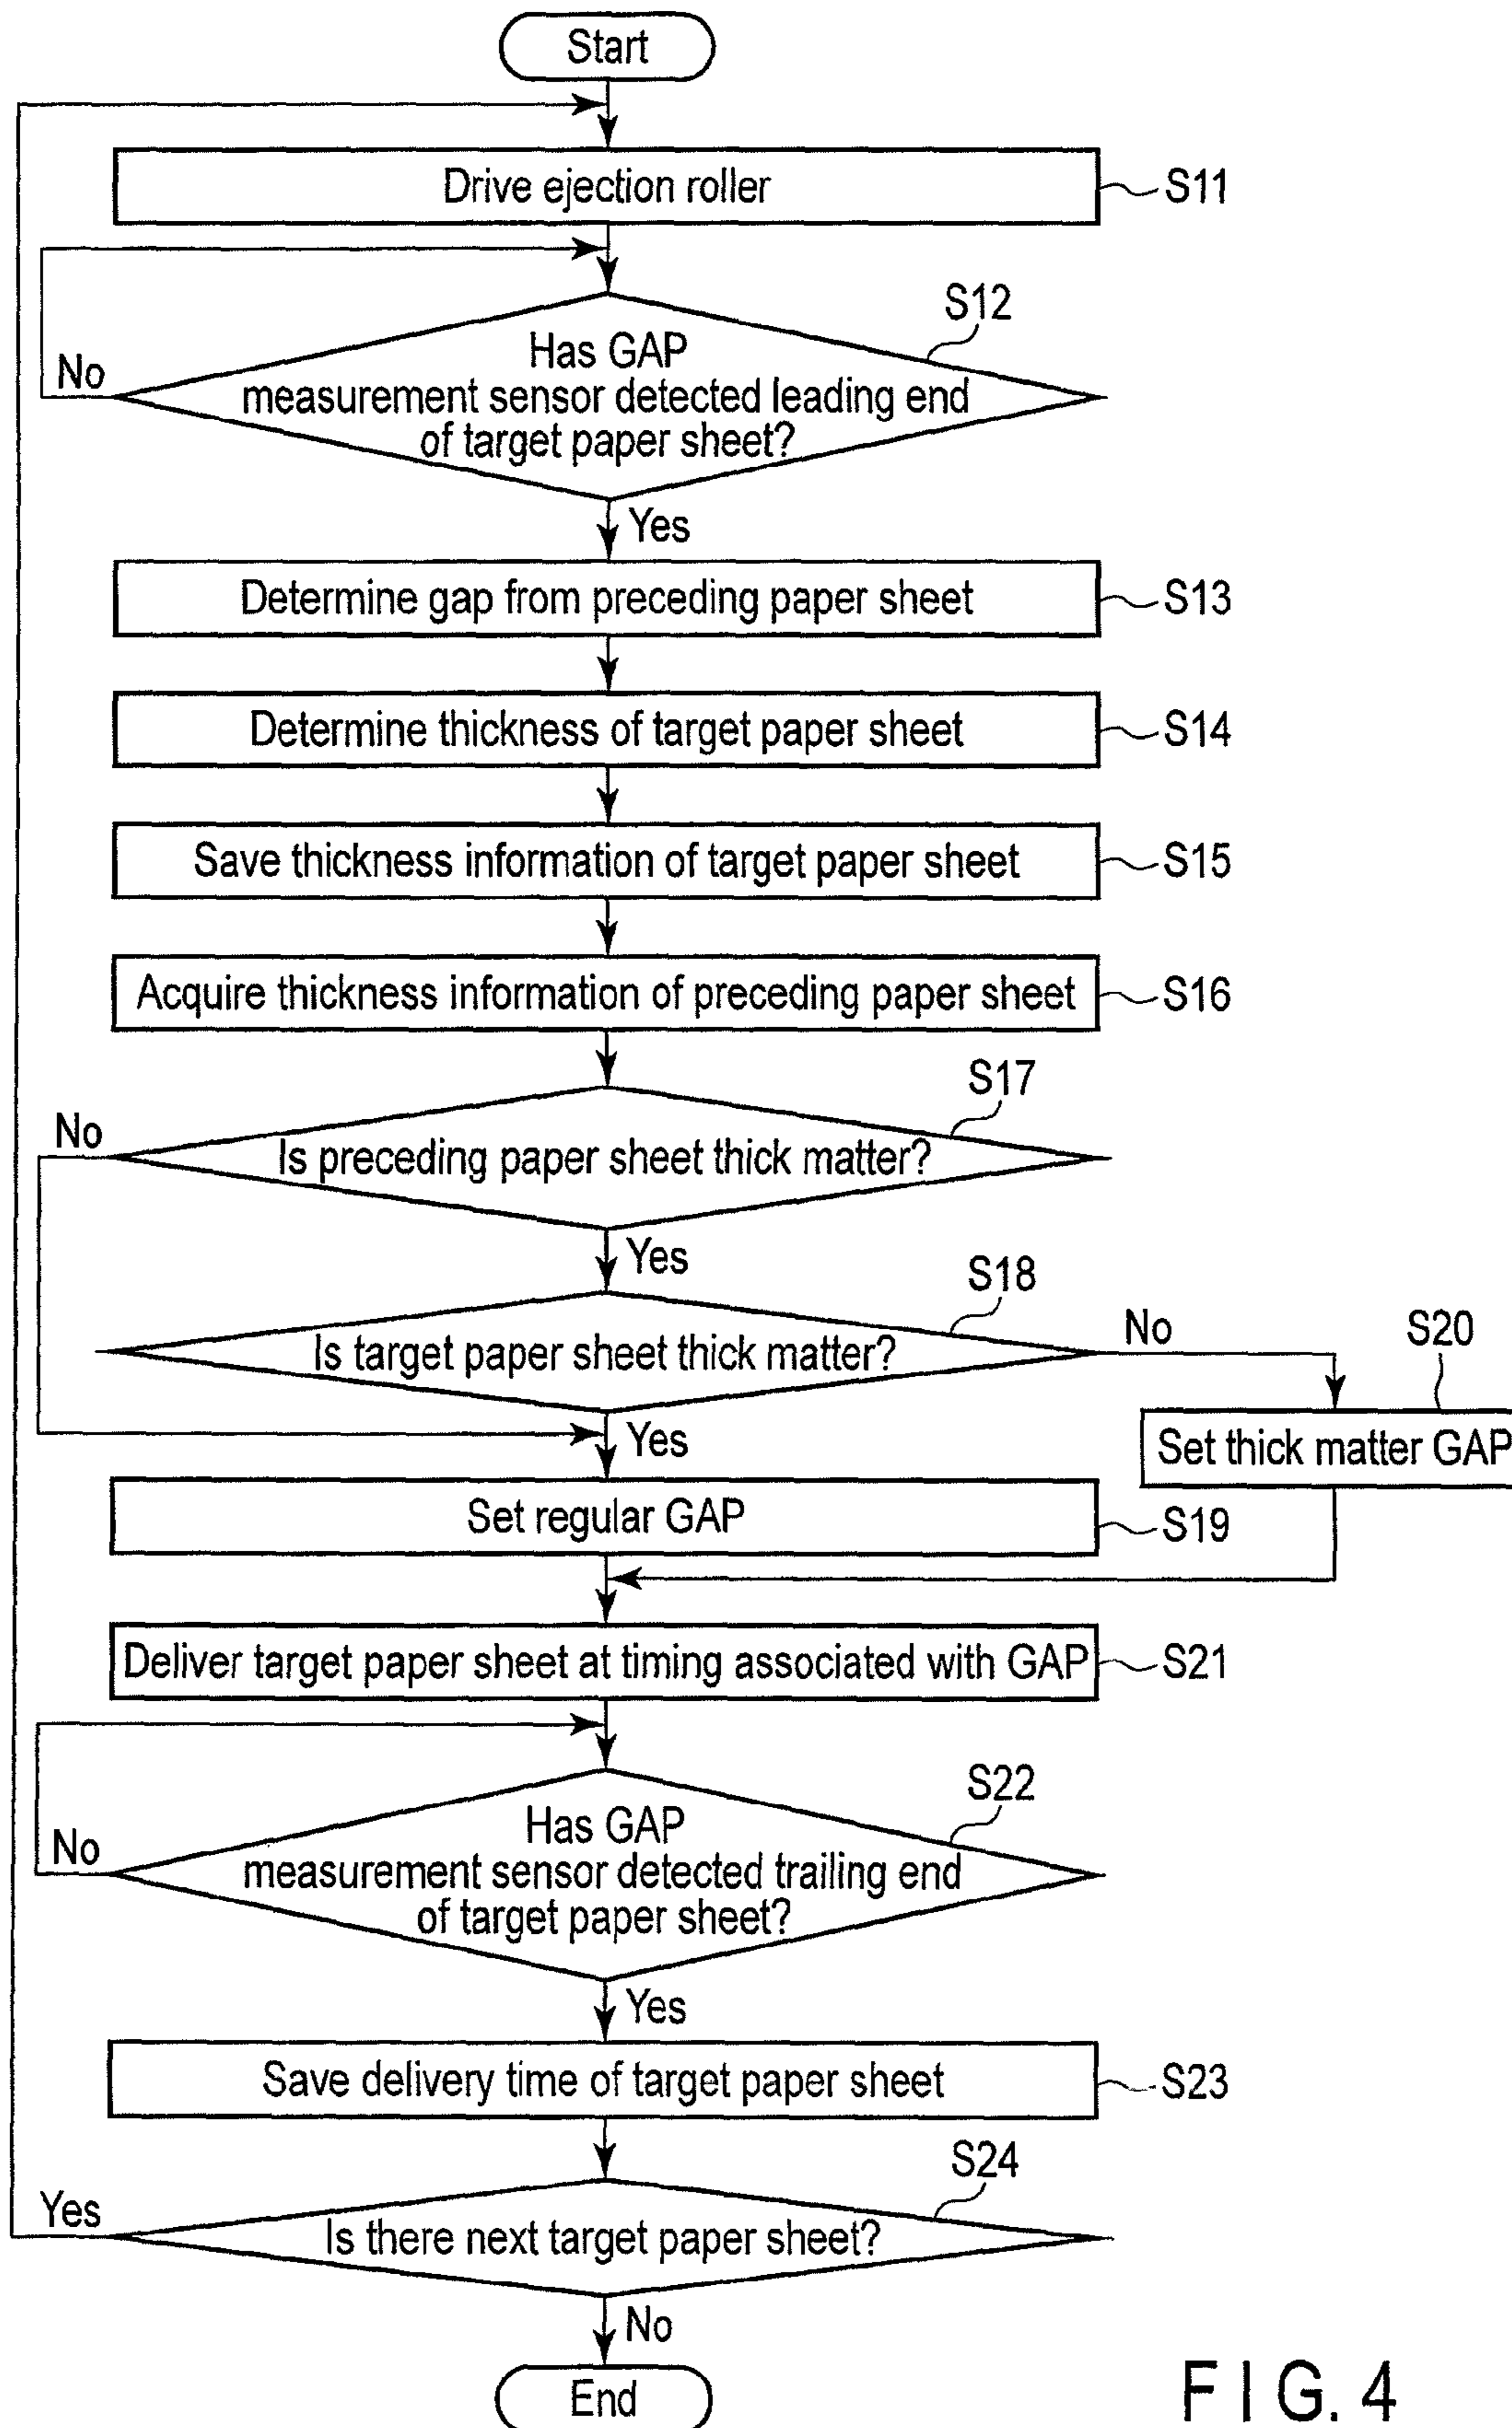 Start
Drive ejection roller
S11
S12
Has GAP
measurement sensor detected leading end
of target paper sheet?
No
Yes
Determine gap from preceding paper sheet
S13
Determine thickness of target paper sheet
S14
Save thickness information of target paper sheet
S15
Acquire thickness information of preceding paper sheet
S16
S17
No
Is preceding paper sheet thick matter?
Yes
S18
Is target paper sheet thick matter?
No
S20
Yes
Set thick matter GAP
Set regular GAP
S19
Deliver target paper sheet at timing associated with GAP
S21
S22
Has GAP
measurement sensor detected trailing end
of target paper sheet?
No
Yes
Save delivery time of target paper sheet
S23
S24
Yes
Is there next target paper sheet?
No
End
FIG. 4